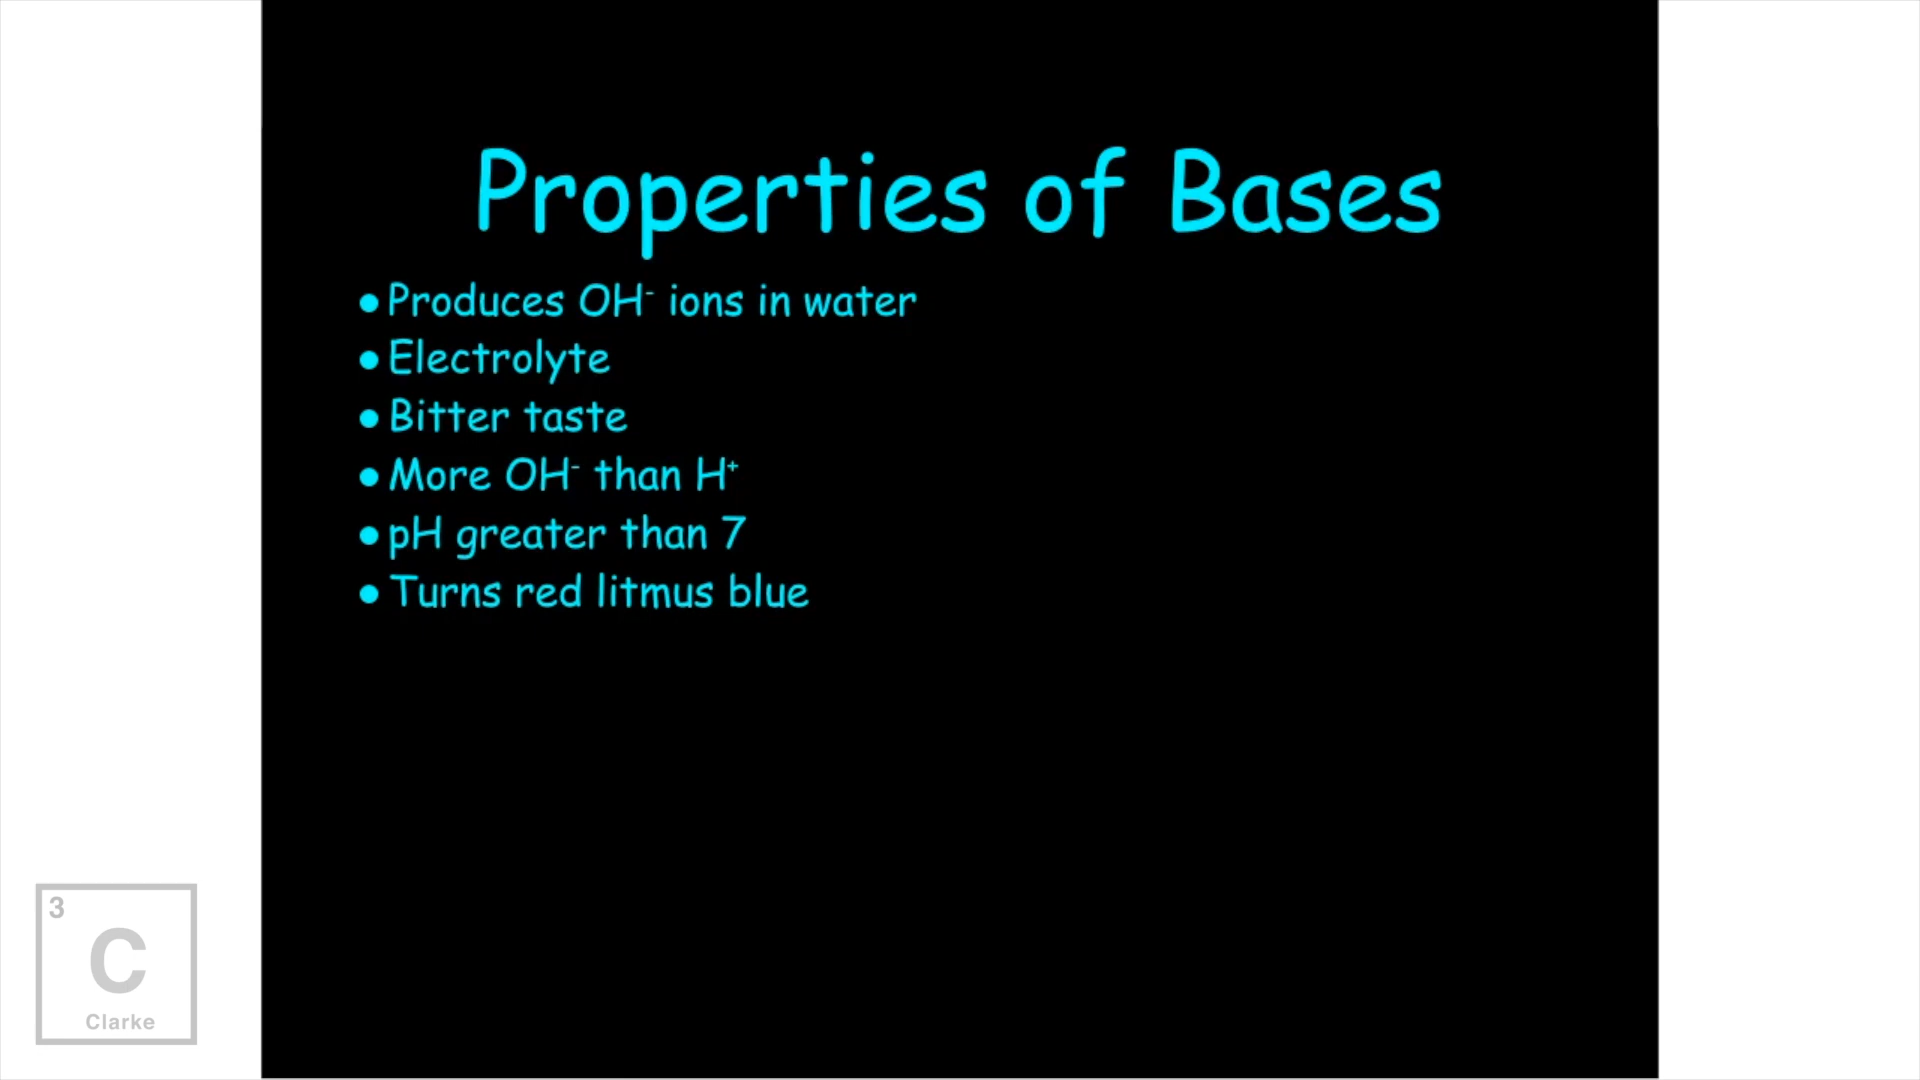 Properties of Bases
● Produces OH⁻ ions in water
● Electrolyte
● Bitter taste
● More OH⁻ than H⁺
● pH greater than 7
● Turns red litmus blue
3
C
Clarke